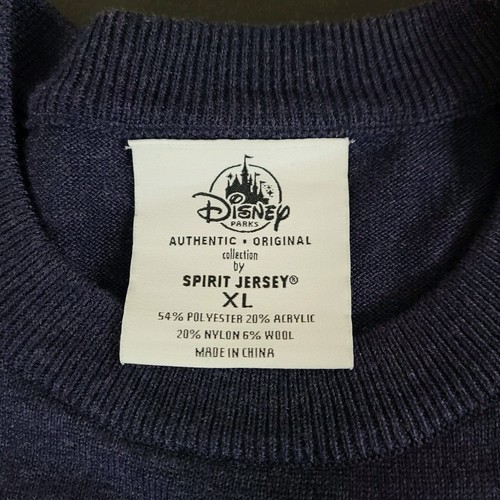 Disney
PARKS
AUTHENTIC • ORIGINAL
collection
by
SPIRIT JERSEY®
XL
54% POLYESTER 20% ACRYLIC
20% NYLON 6% WOOL
MADE IN CHINA